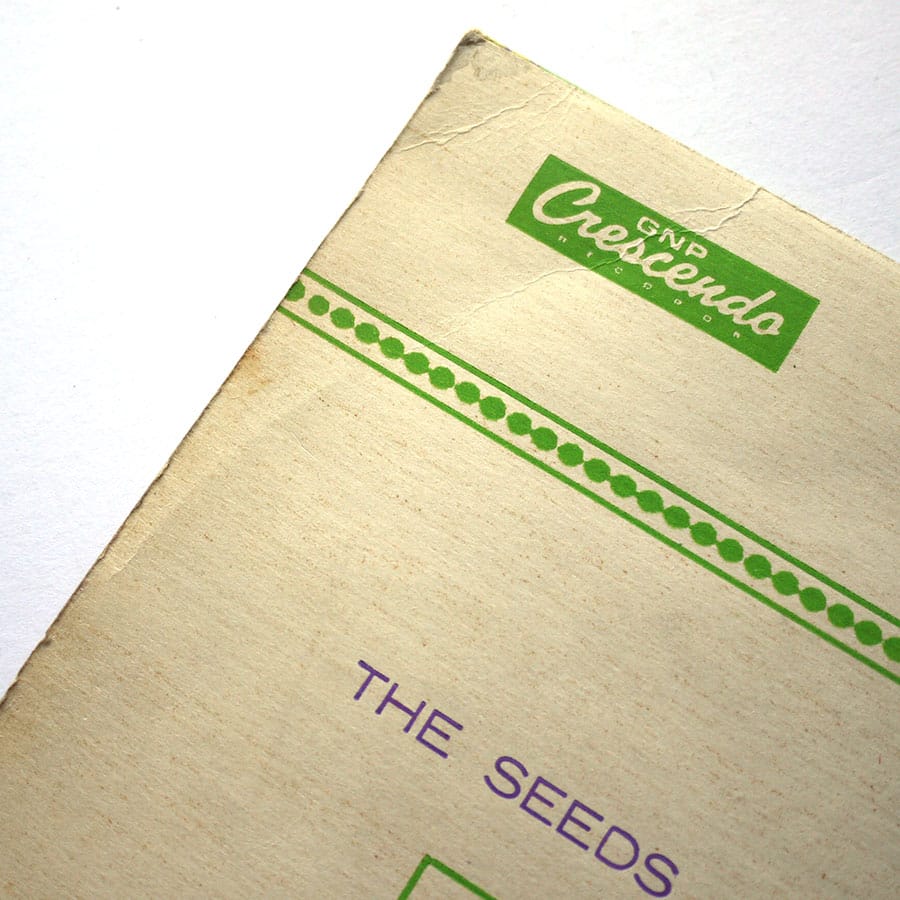 GNP
Crescendo
RECORDS
THE SEEDS